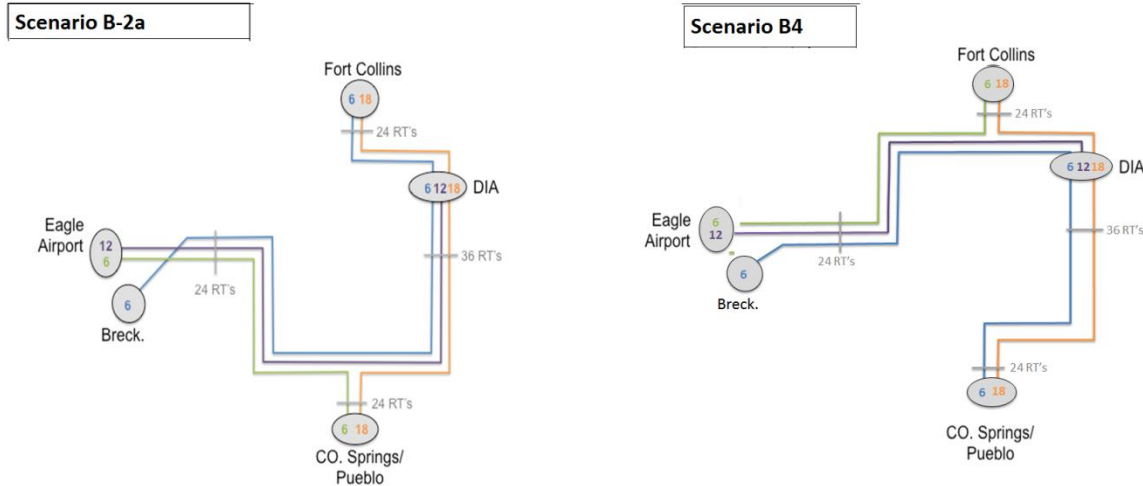 Scenario B-2a
Fort Collins
6 18
24 RT's
6 12 18
DIA
Eagle
Airport
12
6
36 RT's
24 RT's
6
Breck.
24 RT's
6 18
CO. Springs/
Pueblo
Scenario B4
Fort Collins
6 18
24 RT's
6 12 18
DIA
Eagle
Airport
6
12
36 RT's
24 RT's
6
Breck.
24 RT's
6 18
CO. Springs/
Pueblo